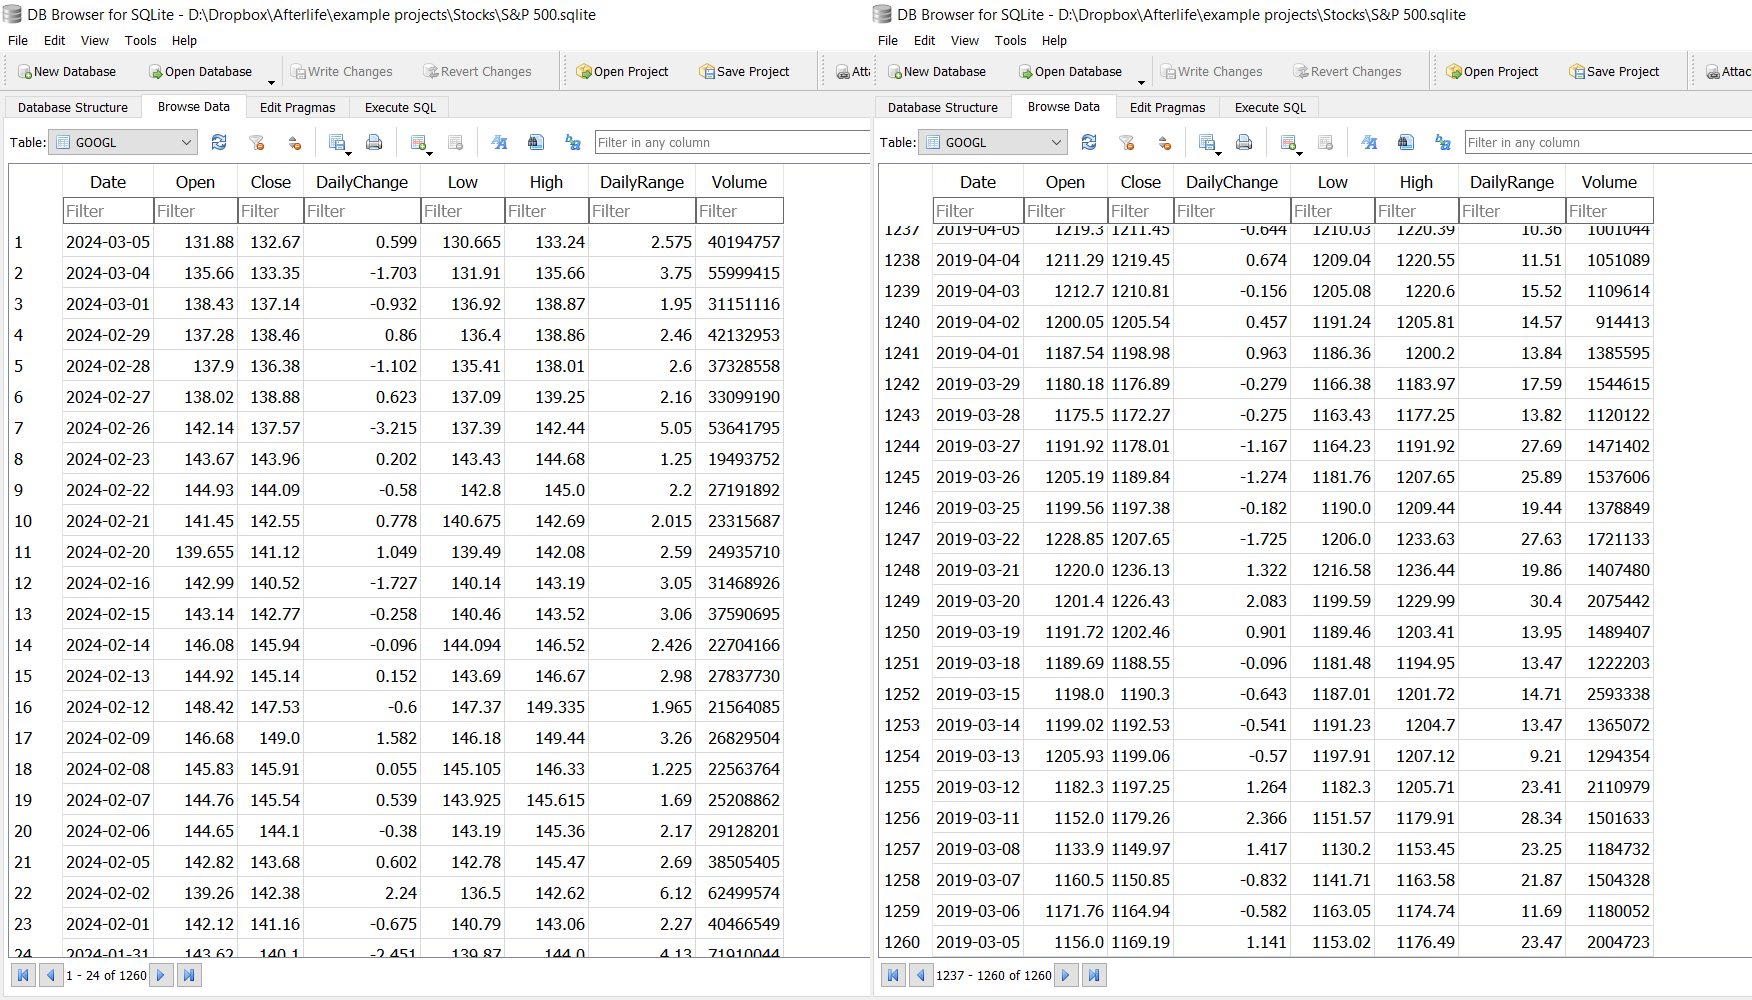 DB Browser for SQLite - D:\Dropbox\Afterlife\example projects\Stocks\S&P 500.sqlite
File Edit View Tools Help
New Database Open Database Write Changes Revert Changes Open Project Save Project Atta
Database Structure Browse Data Edit Pragmas Execute SQL
Table: GOOGL Filter in any column
Date Open Close DailyChange Low High DailyRange Volume
Filter Filter Filter Filter Filter Filter Filter Filter
1 2024-03-05 131.88 132.67 0.599 130.665 133.24 2.575 40194757
2 2024-03-04 135.66 133.35 -1.703 131.91 135.66 3.75 55999415
3 2024-03-01 138.43 137.14 -0.932 136.92 138.87 1.95 31151116
4 2024-02-29 137.28 138.46 0.86 136.4 138.86 2.46 42132953
5 2024-02-28 137.9 136.38 -1.102 135.41 138.01 2.6 37328558
6 2024-02-27 138.02 138.88 0.623 137.09 139.25 2.16 33099190
7 2024-02-26 142.14 137.57 -3.215 137.39 142.44 5.05 53641795
8 2024-02-23 143.67 143.96 0.202 143.43 144.68 1.25 19493752
9 2024-02-22 144.93 144.09 -0.58 142.8 145.0 2.2 27191892
10 2024-02-21 141.45 142.55 0.778 140.675 142.69 2.015 23315687
11 2024-02-20 139.655 141.12 1.049 139.49 142.08 2.59 24935710
12 2024-02-16 142.99 140.52 -1.727 140.14 143.19 3.05 31468926
13 2024-02-15 143.14 142.77 -0.258 140.46 143.52 3.06 37590695
14 2024-02-14 146.08 145.94 -0.096 144.094 146.52 2.426 22704166
15 2024-02-13 144.92 145.14 0.152 143.69 146.67 2.98 27837730
16 2024-02-12 148.42 147.53 -0.6 147.37 149.335 1.965 21564085
17 2024-02-09 146.68 149.0 1.582 146.18 149.44 3.26 26829504
18 2024-02-08 145.83 145.91 0.055 145.105 146.33 1.225 22563764
19 2024-02-07 144.76 145.54 0.539 143.925 145.615 1.69 25208862
20 2024-02-06 144.65 144.1 -0.38 143.19 145.36 2.17 29128201
21 2024-02-05 142.82 143.68 0.602 142.78 145.47 2.69 38505405
22 2024-02-02 139.26 142.38 2.24 136.5 142.62 6.12 62499574
23 2024-02-01 142.12 141.16 -0.675 140.79 143.06 2.27 40466549
24 2024-01-31 143.62 140.1 -2.451 139.87 144.0 4.13 71910044
1 - 24 of 1260
DB Browser for SQLite - D:\Dropbox\Afterlife\example projects\Stocks\S&P 500.sqlite
File Edit View Tools Help
New Database Open Database Write Changes Revert Changes Open Project Save Project Attac
Database Structure Browse Data Edit Pragmas Execute SQL
Table: GOOGL Filter in any column
Date Open Close DailyChange Low High DailyRange Volume
Filter Filter Filter Filter Filter Filter Filter Filter
1237 2019-04-05 1219.3 1211.45 -0.644 1210.03 1220.39 10.36 1001044
1238 2019-04-04 1211.29 1219.45 0.674 1209.04 1220.55 11.51 1051089
1239 2019-04-03 1212.7 1210.81 -0.156 1205.08 1220.6 15.52 1109614
1240 2019-04-02 1200.05 1205.54 0.457 1191.24 1205.81 14.57 914413
1241 2019-04-01 1187.54 1198.98 0.963 1186.36 1200.2 13.84 1385595
1242 2019-03-29 1180.18 1176.89 -0.279 1166.38 1183.97 17.59 1544615
1243 2019-03-28 1175.5 1172.27 -0.275 1163.43 1177.25 13.82 1120122
1244 2019-03-27 1191.92 1178.01 -1.167 1164.23 1191.92 27.69 1471402
1245 2019-03-26 1205.19 1189.84 -1.274 1181.76 1207.65 25.89 1537606
1246 2019-03-25 1199.56 1197.38 -0.182 1190.0 1209.44 19.44 1378849
1247 2019-03-22 1228.85 1207.65 -1.725 1206.0 1233.63 27.63 1721133
1248 2019-03-21 1220.0 1236.13 1.322 1216.58 1236.44 19.86 1407480
1249 2019-03-20 1201.4 1226.43 2.083 1199.59 1229.99 30.4 2075442
1250 2019-03-19 1191.72 1202.46 0.901 1189.46 1203.41 13.95 1489407
1251 2019-03-18 1189.69 1188.55 -0.096 1181.48 1194.95 13.47 1222203
1252 2019-03-15 1198.0 1190.3 -0.643 1187.01 1201.72 14.71 2593338
1253 2019-03-14 1199.02 1192.53 -0.541 1191.23 1204.7 13.47 1365072
1254 2019-03-13 1205.93 1199.06 -0.57 1197.91 1207.12 9.21 1294354
1255 2019-03-12 1182.3 1197.25 1.264 1182.3 1205.71 23.41 2110979
1256 2019-03-11 1152.0 1179.26 2.366 1151.57 1179.91 28.34 1501633
1257 2019-03-08 1133.9 1149.97 1.417 1130.2 1153.45 23.25 1184732
1258 2019-03-07 1160.5 1150.85 -0.832 1141.71 1163.58 21.87 1504328
1259 2019-03-06 1171.76 1164.94 -0.582 1163.05 1174.74 11.69 1180052
1260 2019-03-05 1156.0 1169.19 1.141 1153.02 1176.49 23.47 2004723
1237 - 1260 of 1260